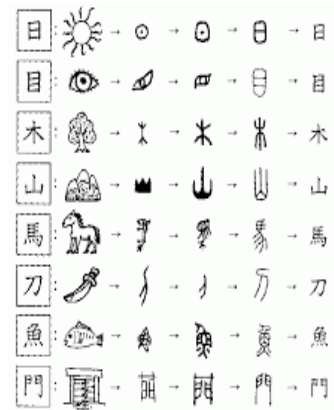 日 : → → → → 日
目 : → → → → 目
木 : → → → → 木
山 : → → → → 山
馬 : → → → → 馬
刀 : → → → → 刀
魚 : → → → → 魚
門 : → → → → 門